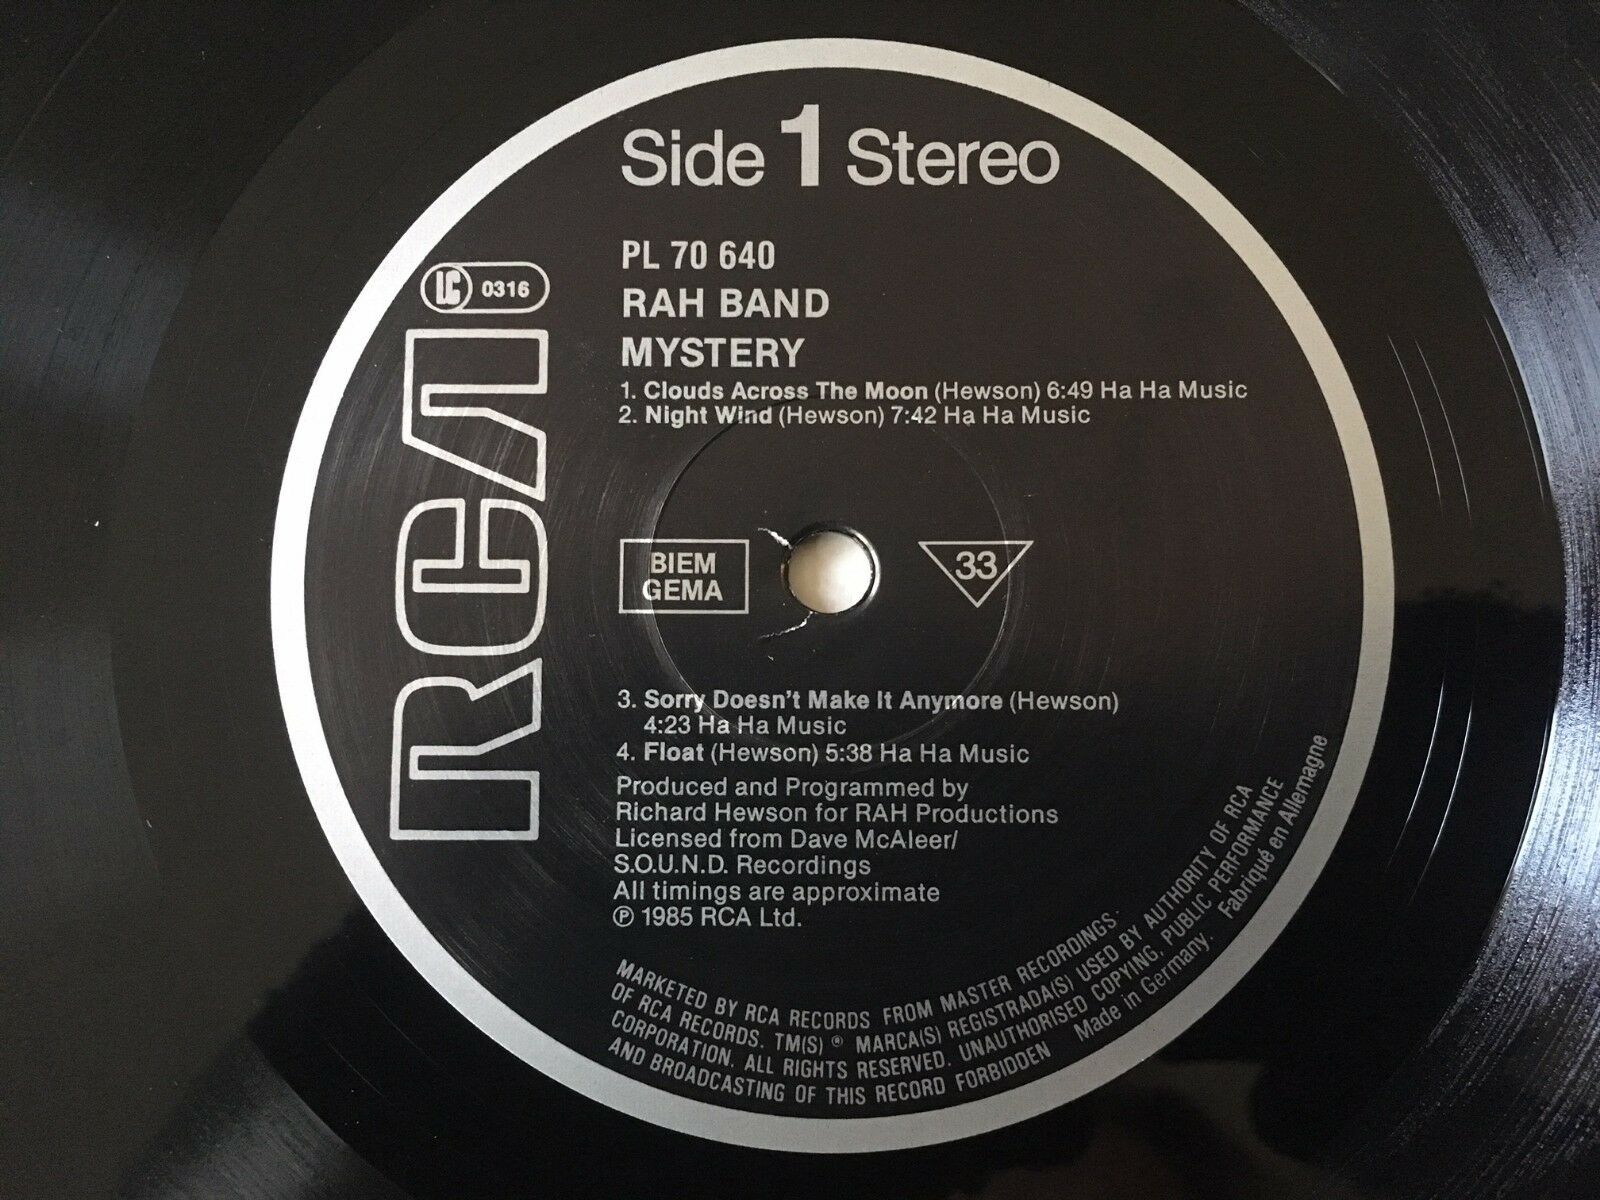 Side 1 Stereo
PL 70 640
LC 0316
RAH BAND
MYSTERY
1. Clouds Across The Moon (Hewson) 6:49 Ha Ha Music
2. Night Wind (Hewson) 7:42 Ha Ha Music
RCA
BIEM
GEMA
33
3. Sorry Doesn't Make It Anymore (Hewson)
4:23 Ha Ha Music
4. Float (Hewson) 5:38 Ha Ha Music
Produced and Programmed by
Richard Hewson for RAH Productions
Licensed from Dave McAleer/
S.O.U.N.D. Recordings
All timings are approximate
℗ 1985 RCA Ltd.
MARKETED BY RCA RECORDS FROM MASTER RECORDINGS
OF RCA RECORDS. TM(S) ® MARCA(S) REGISTRADA(S) USED BY AUTHORITY OF RCA
CORPORATION. ALL RIGHTS RESERVED. UNAUTHORISED COPYING, PUBLIC PERFORMANCE
AND BROADCASTING OF THIS RECORD FORBIDDEN Made in Germany. Fabriqué en Allemagne